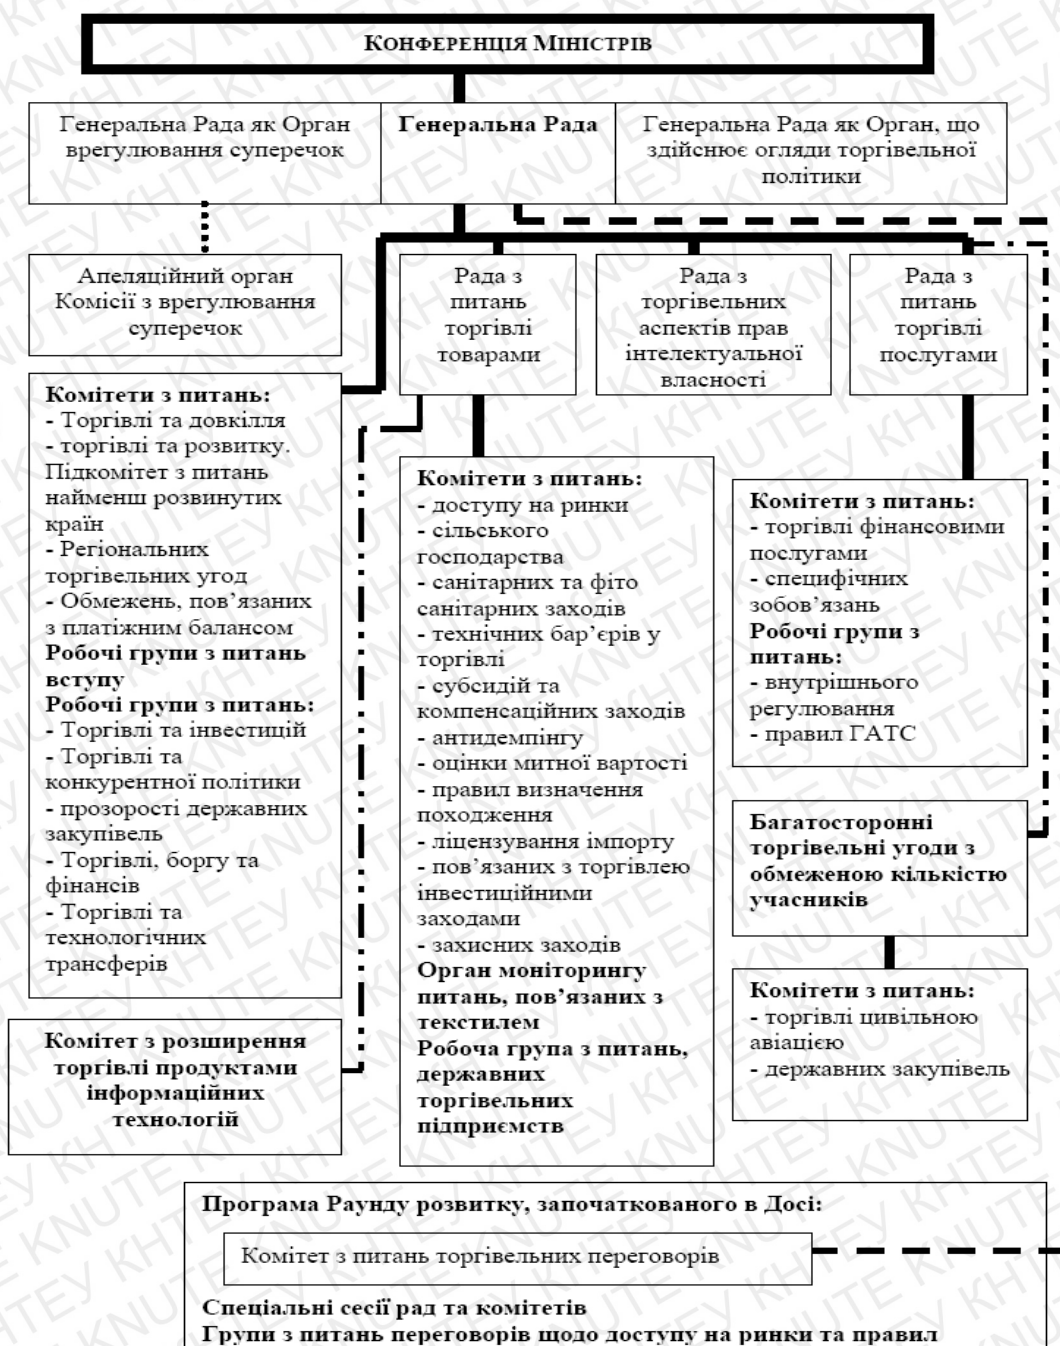 КОНФЕРЕНЦІЯ МІНІСТРІВ
Генеральна Рада як Орган
врегулювання суперечок
Генеральна Рада
Генеральна Рада як Орган, що
здійснює огляди торгівельної
політики
Апеляційний орган
Комісії з врегулювання
суперечок
Рада з
питань
торгівлі
товарами
Рада з
торгівельних
аспектів прав
інтелектуальної
власності
Рада з
питань
торгівлі
послугами
Комітети з питань:
- Торгівлі та довкілля
- торгівлі та розвитку.
Підкомітет з питань
найменш розвинутих
країн
- Регіональних
торгівельних угод
- Обмежень, пов’язаних
з платіжним балансом
Робочі групи з питань
вступу
Робочі групи з питань:
- Торгівлі та інвестицій
- Торгівлі та
конкурентної політики
- прозорості державних
закупівель
- Торгівлі, боргу та
фінансів
- Торгівлі та
технологічних
трансферів
Комітет з розширення
торгівлі продуктами
інформаційних
технологій
Комітети з питань:
- доступу на ринки
- сільського
господарства
- санітарних та фіто
санітарних заходів
- технічних бар’єрів у
торгівлі
- субсидій та
компенсаційних заходів
- антидемпінгу
- оцінки митної вартості
- правил визначення
походження
- ліцензування імпорту
- пов’язаних з торгівлею
інвестиційними
заходами
- захисних заходів
Орган моніторингу
питань, пов’язаних з
текстилем
Робоча група з питань,
державних
торгівельних
підприємств
Комітети з питань:
- торгівлі фінансовими
послугами
- специфічних
зобов’язань
Робочі групи з
питань:
- внутрішнього
регулювання
- правил ГАТС
Багатосторонні
торгівельні угоди з
обмеженою кількістю
учасників
Комітети з питань:
- торгівлі цивільною
авіацією
- державних закупівель
Програма Раунду розвитку, започаткованого в Досі:
Комітет з питань торгівельних переговорів
Спеціальні сесії рад та комітетів
Групи з питань переговорів щодо доступу на ринки та правил